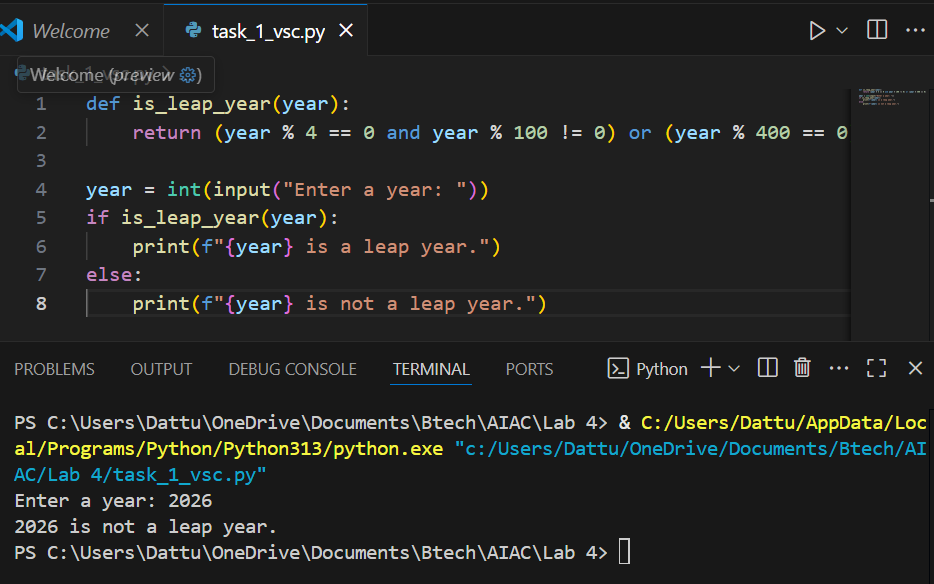 Welcome task_1_vsc.py
Welcome (preview)
1 def is_leap_year(year):
2     return (year % 4 == 0 and year % 100 != 0) or (year % 400 == 0
3
4 year = int(input("Enter a year: "))
5 if is_leap_year(year):
6     print(f"{year} is a leap year.")
7 else:
8     print(f"{year} is not a leap year.")
PROBLEMS OUTPUT DEBUG CONSOLE TERMINAL PORTS Python
PS C:\Users\Dattu\OneDrive\Documents\Btech\AIAC\Lab 4> & C:/Users/Dattu/AppData/Loc
al/Programs/Python/Python313/python.exe "c:/Users/Dattu/OneDrive/Documents/Btech/AI
AC/Lab 4/task_1_vsc.py"
Enter a year: 2026
2026 is not a leap year.
PS C:\Users\Dattu\OneDrive\Documents\Btech\AIAC\Lab 4>